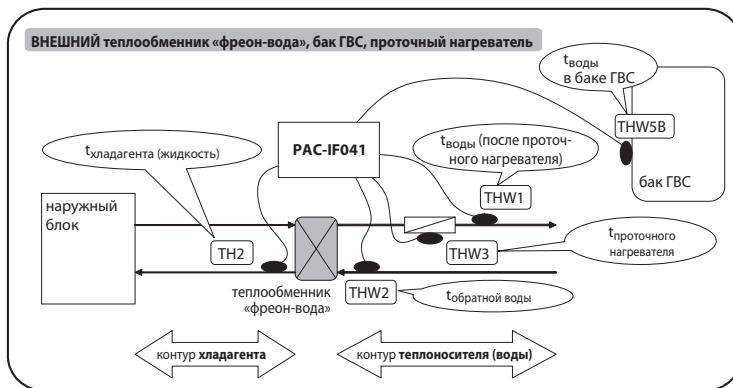 ВНЕШНИЙ теплообменник «фреон-вода», бак ГВС, проточный нагреватель
tводы
в баке ГВС
THW5B
бак ГВС
PAC-IF041
tводы (после проточ-
ного нагревателя)
THW1
tхладагента (жидкость)
наружный
блок
TH2
THW3
tпроточного
нагревателя
теплообменник
«фреон-вода»
THW2
tобратной воды
контур хладагента
контур теплоносителя (воды)